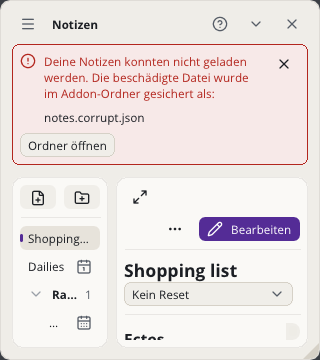 Notizen
Deine Notizen konnten nicht geladen
werden. Die beschädigte Datei wurde
im Addon-Ordner gesichert als:
notes.corrupt.json
Ordner öffnen
Shopping...
Dailies
Ra... 1
...
Bearbeiten
Shopping list
Kein Reset